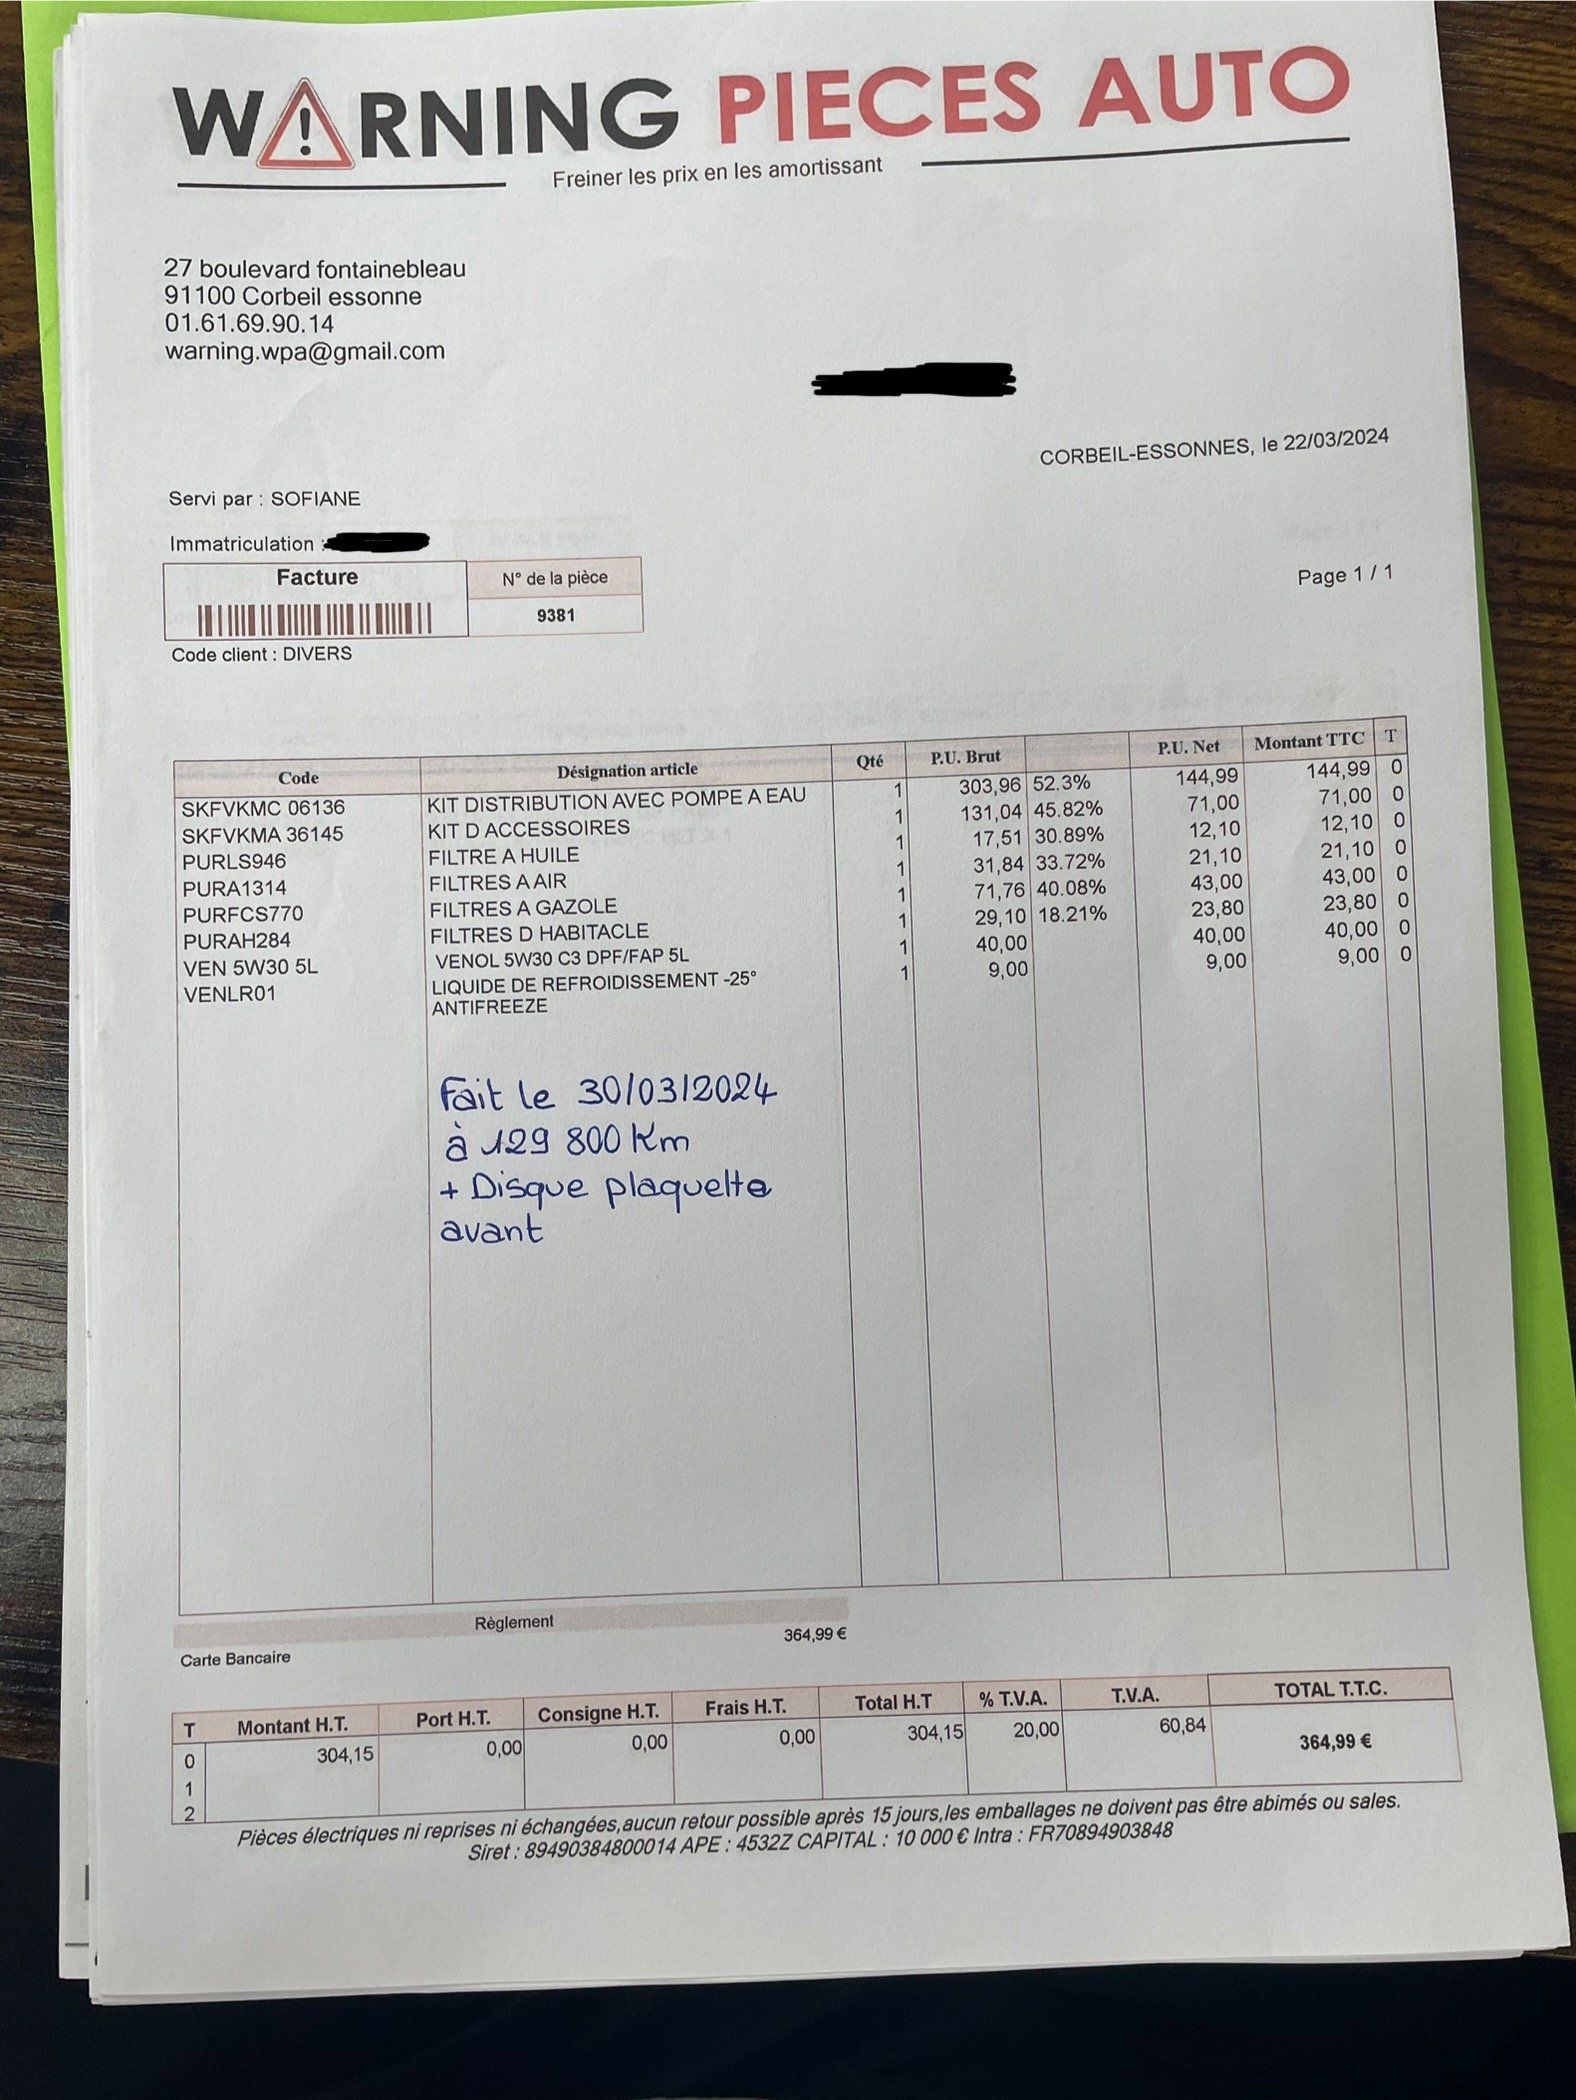 WARNING PIECES AUTO
Freiner les prix en les amortissant
27 boulevard fontainebleau
91100 Corbeil essonne
01.61.69.90.14
warning.wpa@gmail.com
CORBEIL-ESSONNES, le 22/03/2024
Servi par : SOFIANE
Immatriculation :
Facture N° de la pièce
9381
Page 1 / 1
Code client : DIVERS
Code Désignation article Qté P.U. Brut P.U. Net Montant TTC T
SKFVKMC 06136 KIT DISTRIBUTION AVEC POMPE A EAU 1 303,96 52.3% 144,99 144,99 0
SKFVKMA 36145 KIT D ACCESSOIRES 1 131,04 45.82% 71,00 71,00 0
PURLS946 FILTRE A HUILE 1 17,51 30.89% 12,10 12,10 0
PURA1314 FILTRES A AIR 1 31,84 33.72% 21,10 21,10 0
PURFCS770 FILTRES A GAZOLE 1 71,76 40.08% 43,00 43,00 0
PURAH284 FILTRES D HABITACLE 1 29,10 18.21% 23,80 23,80 0
VEN 5W30 5L VENOL 5W30 C3 DPF/FAP 5L 1 40,00 40,00 40,00 0
VENLR01 LIQUIDE DE REFROIDISSEMENT -25° 1 9,00 9,00 9,00 0
ANTIFREEZE
Fait le 30/03/2024
à 129 800 Km
+ Disque plaquette
avant
Règlement
Carte Bancaire 364,99 €
T Montant H.T. Port H.T. Consigne H.T. Frais H.T. Total H.T % T.V.A. T.V.A. TOTAL T.T.C.
0 304,15 0,00 0,00 0,00 304,15 20,00 60,84 364,99 €
1
2
Pièces électriques ni reprises ni échangées,aucun retour possible après 15 jours,les emballages ne doivent pas être abimés ou sales.
Siret : 89490384800014 APE : 4532Z CAPITAL : 10 000 € Intra : FR70894903848